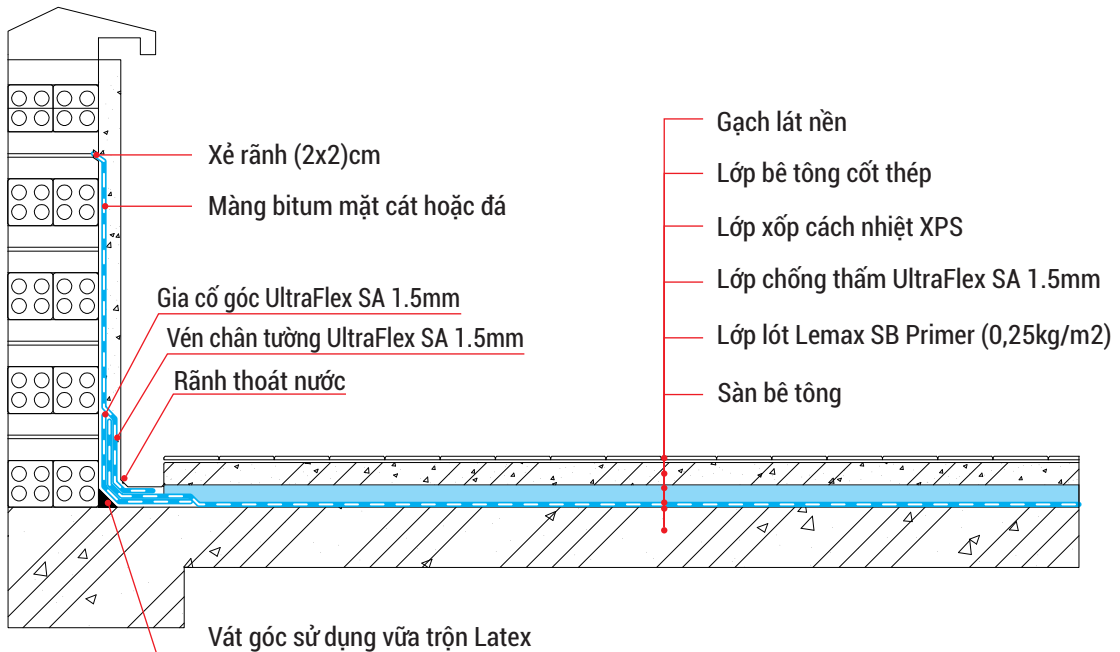 Xẻ rãnh (2x2)cm
Màng bitum mặt cát hoặc đá
Gia cố góc UltraFlex SA 1.5mm
Vén chân tường UltraFlex SA 1.5mm
Rãnh thoát nước
Gạch lát nền
Lớp bê tông cốt thép
Lớp xốp cách nhiệt XPS
Lớp chống thấm UltraFlex SA 1.5mm
Lớp lót Lemax SB Primer (0,25kg/m2)
Sàn bê tông
Vát góc sử dụng vữa trộn Latex